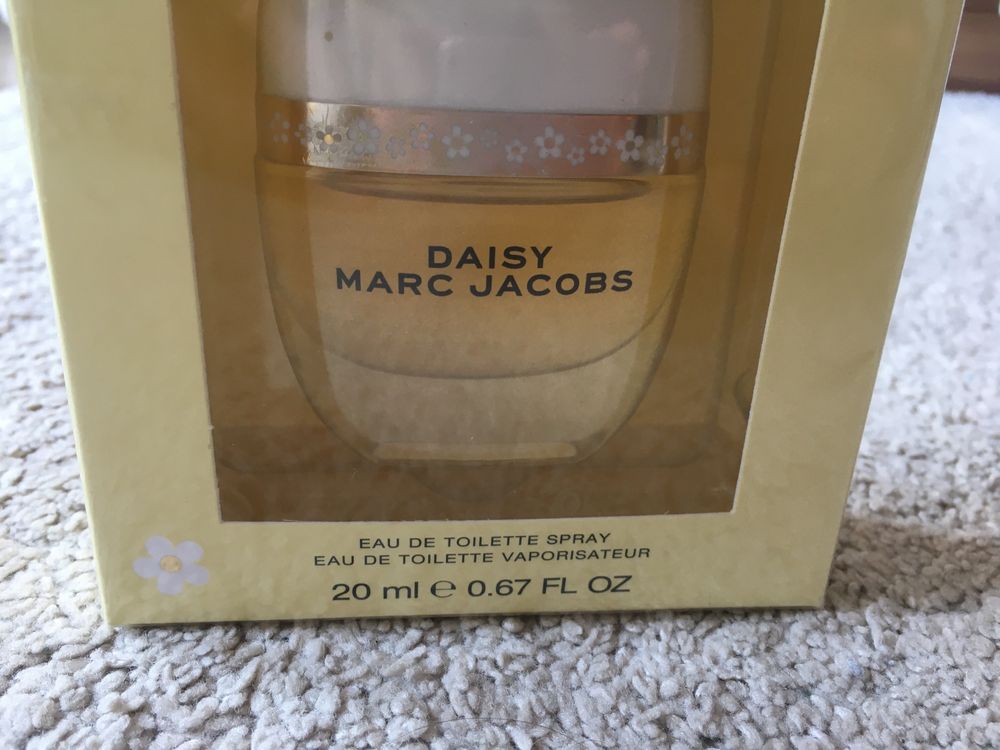 DAISY
MARC JACOBS
EAU DE TOILETTE SPRAY
EAU DE TOILETTE VAPORISATEUR
20 ml ℮ 0.67 FL OZ